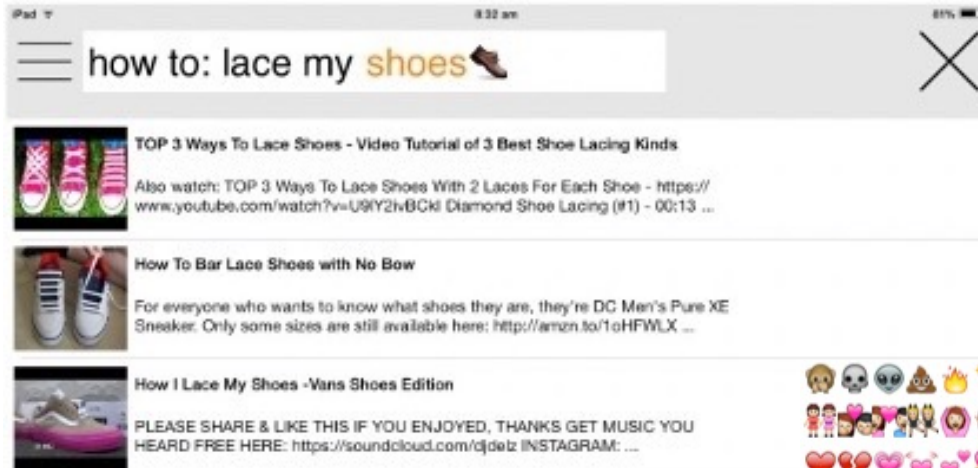 iPad
8:32 am
81%
how to: lace my shoes
TOP 3 Ways To Lace Shoes - Video Tutorial of 3 Best Shoe Lacing Kinds
Also watch: TOP 3 Ways To Lace Shoes With 2 Laces For Each Shoe - https://
www.youtube.com/watch?v=U9IY2ivBCkI Diamond Shoe Lacing (#1) - 00:13 ...
How To Bar Lace Shoes with No Bow
For everyone who wants to know what shoes they are, they're DC Men's Pure XE
Sneaker. Only some sizes are still available here: http://amzn.to/1oHFWLX ...
How I Lace My Shoes -Vans Shoes Edition
PLEASE SHARE & LIKE THIS IF YOU ENJOYED, THANKS GET MUSIC YOU
HEARD FREE HERE: https://soundcloud.com/djdelz INSTAGRAM: ...